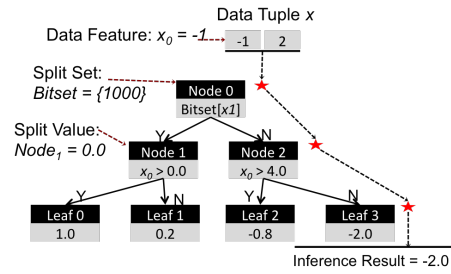 Data Tuple x
Data Feature: x0 = -1
-1 2
Split Set:
Bitset = {1000}
Node 0
Bitset[x1]
Split Value:
Node1 = 0.0
Y N
Node 1 Node 2
x0 > 0.0 x0 > 4.0
Y N Y N
Leaf 0 Leaf 1 Leaf 2 Leaf 3
1.0 0.2 -0.8 -2.0
Inference Result = -2.0